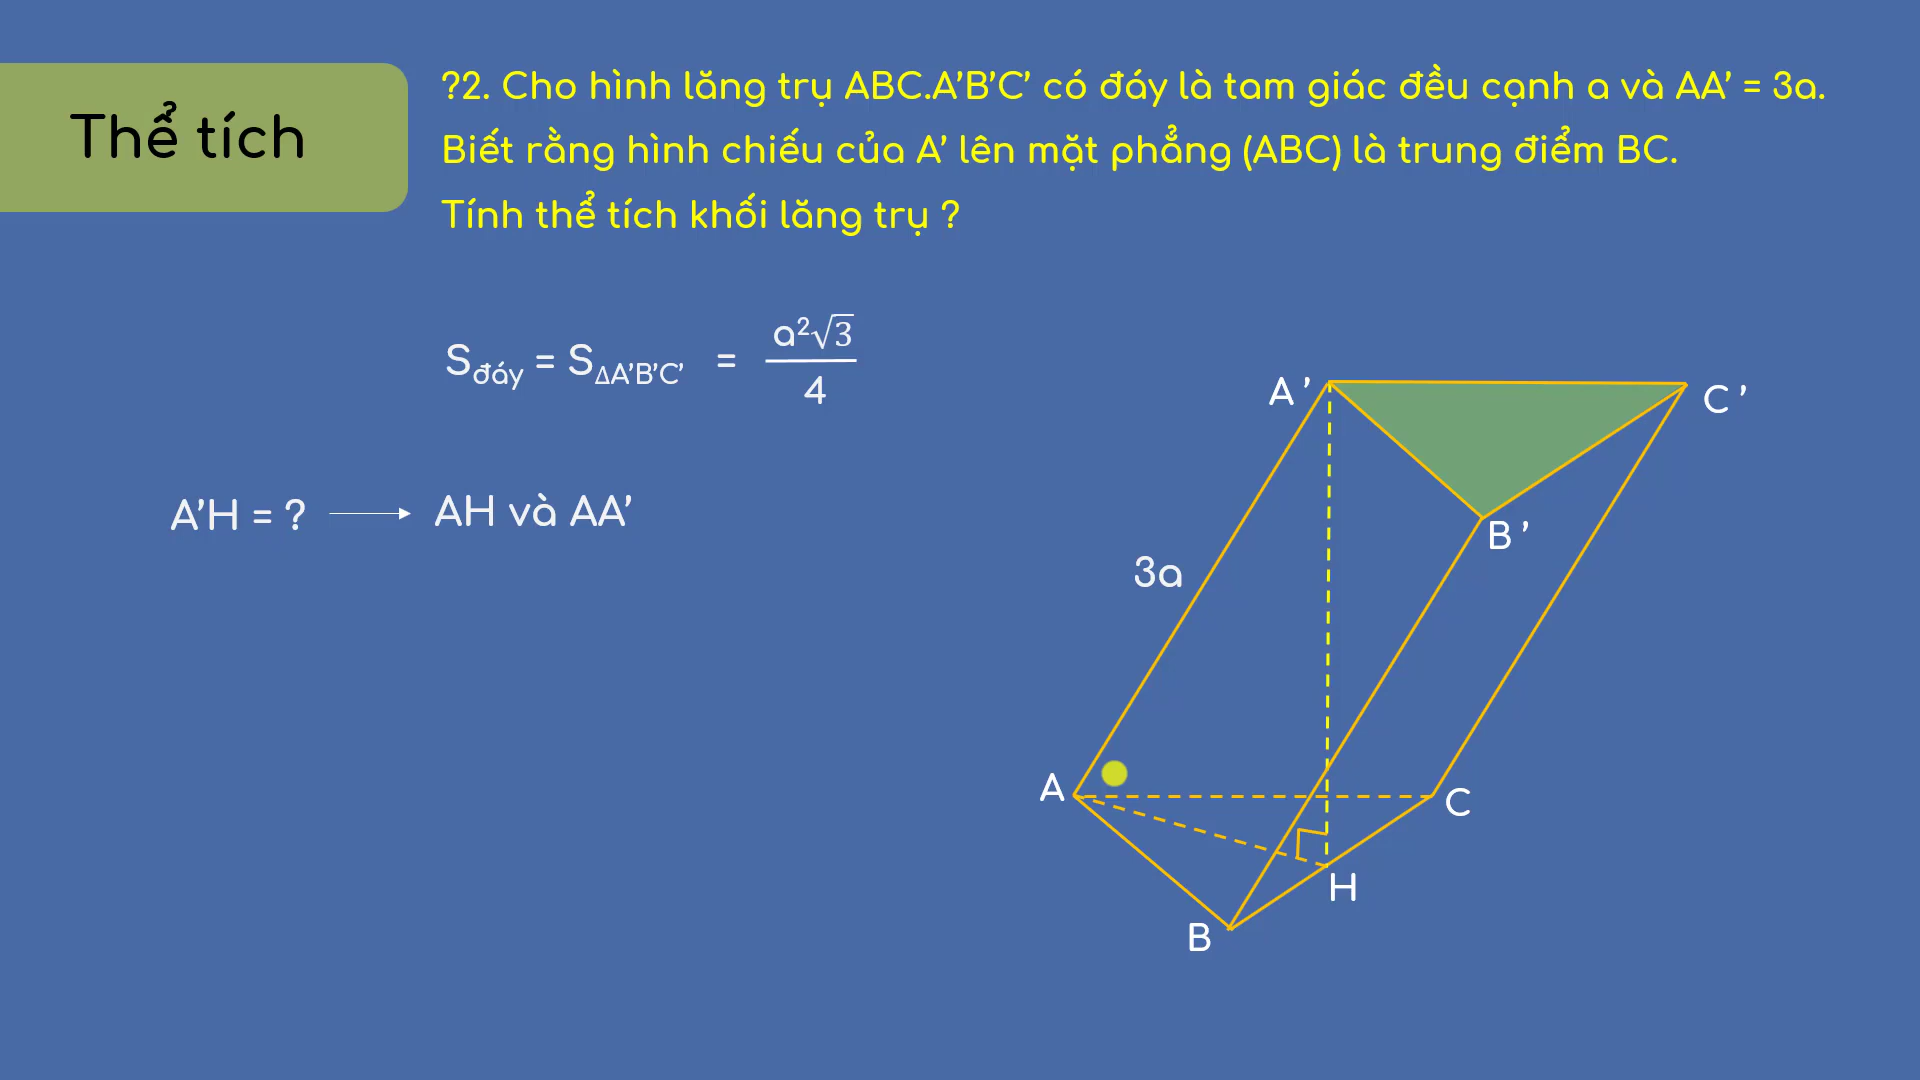 Thể tích
?2. Cho hình lăng trụ ABC.A’B’C’ có đáy là tam giác đều cạnh a và AA’ = 3a.
Biết rằng hình chiếu của A’ lên mặt phẳng (ABC) là trung điểm BC.
Tính thể tích khối lăng trụ ?
S đáy = S ΔA’B’C’ = a²√3 / 4
A’H = ? → AH và AA’
A’
C’
B’
3a
A
C
H
B